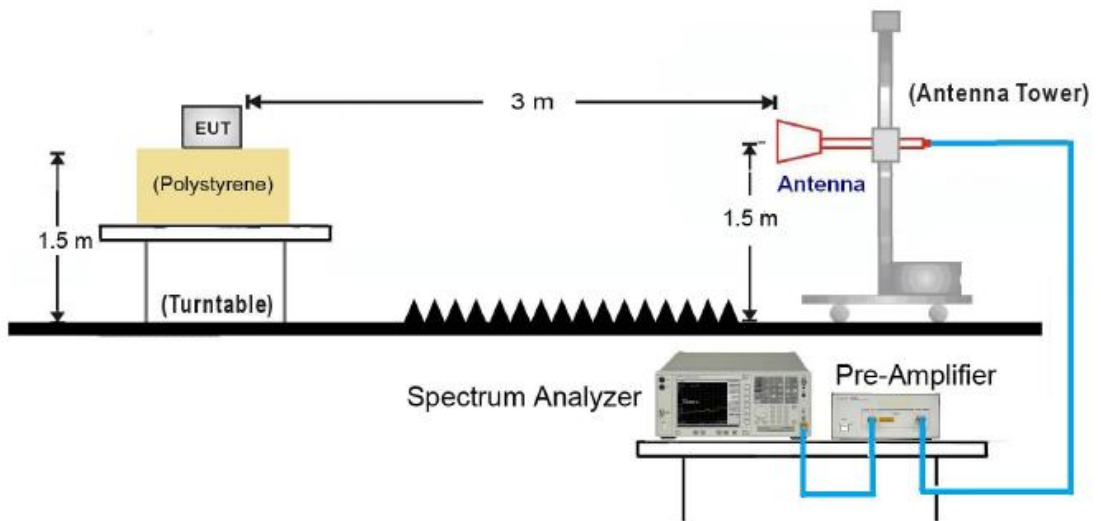 3 m
(Antenna Tower)
EUT
(Polystyrene)
Antenna
1.5 m
1.5 m
(Turntable)
Spectrum Analyzer
Pre-Amplifier